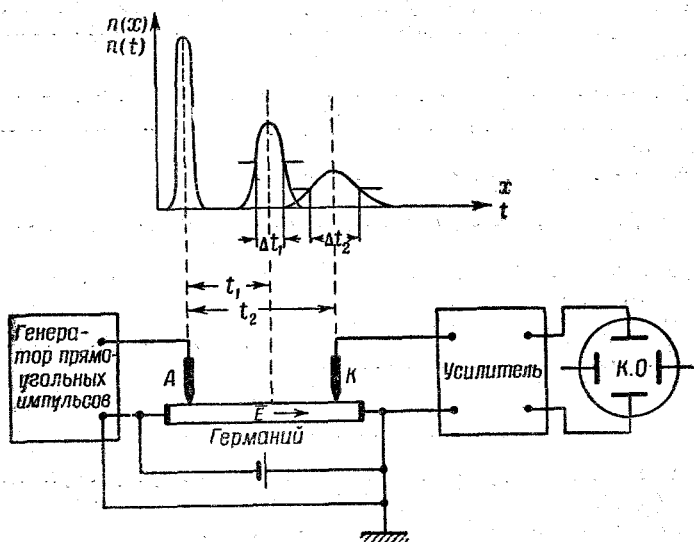 n(x)
n(t)
x
t
Δt₁
Δt₂
t₁
t₂
Генера-
тор прямо-
угольных
импульсов
A
K
E
Германий
Усилитель
К.О